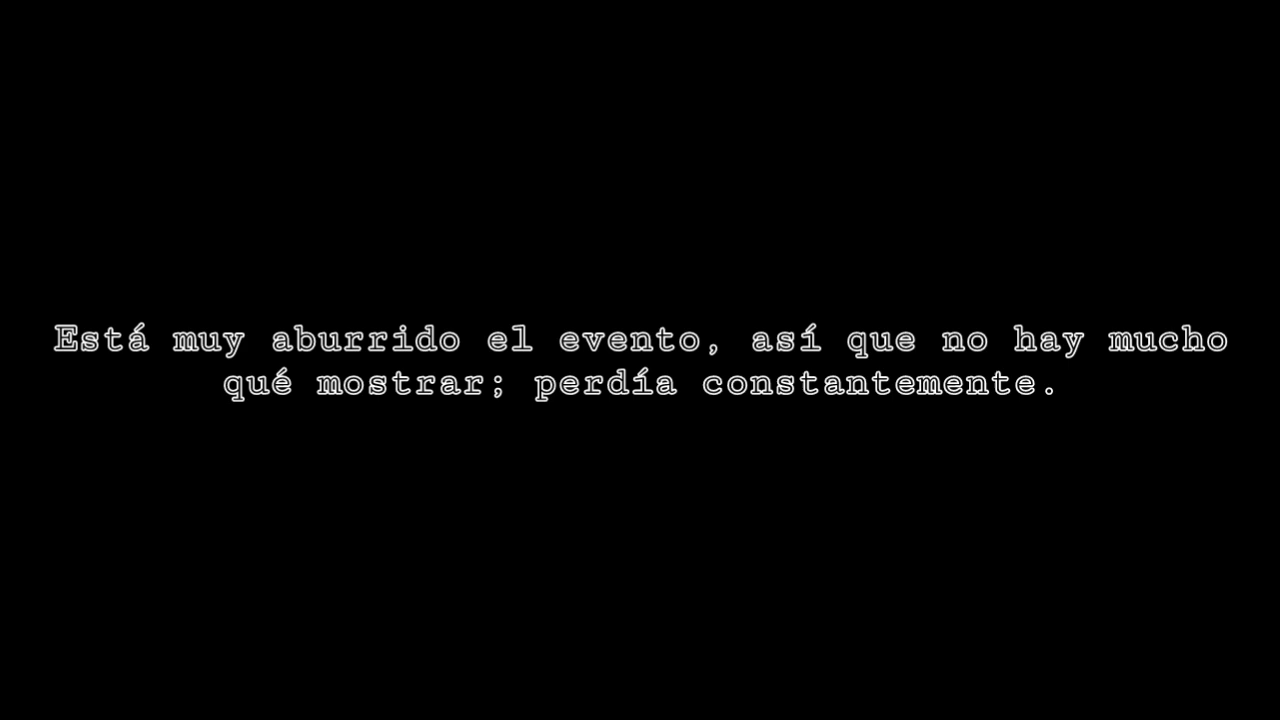 Está muy aburrido el evento, así que no hay mucho
qué mostrar; perdía constantemente.